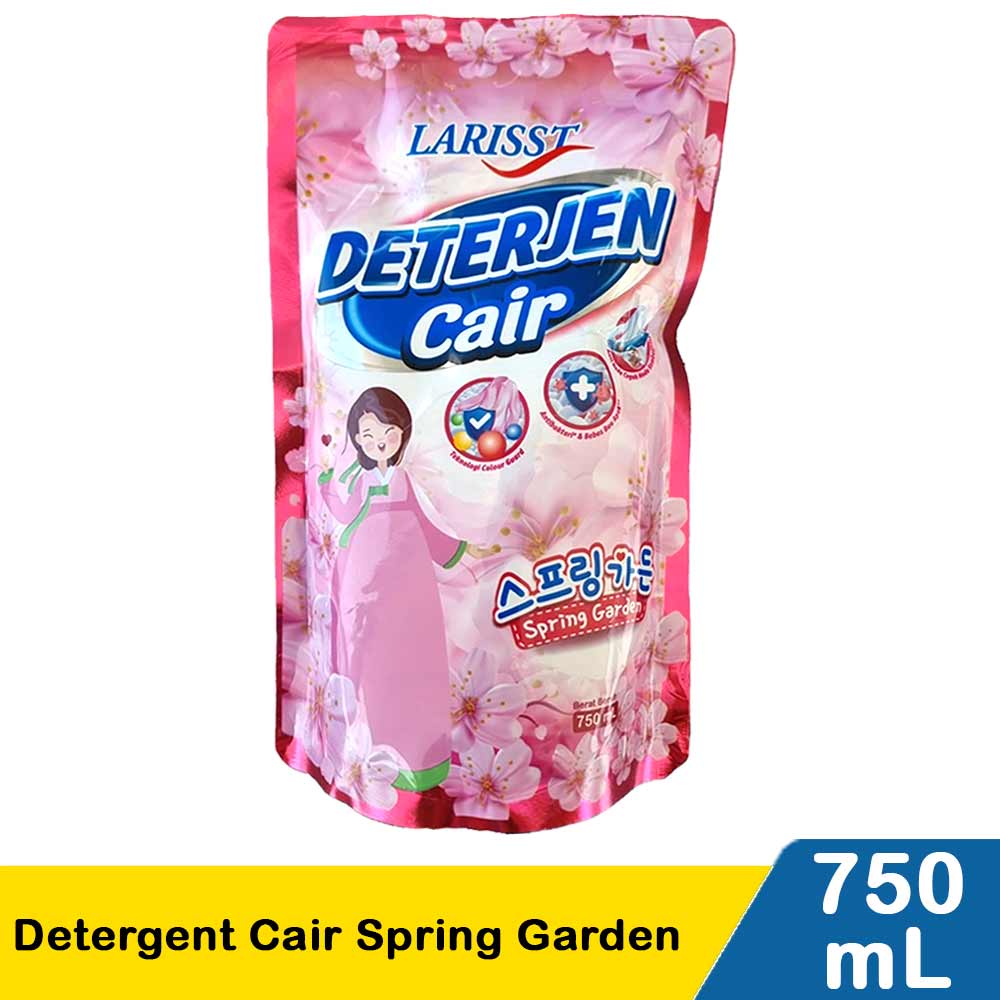 LARISST
DETERJEN
Cair
Teknologi Colour Guard
Antibakteri* & Bebas Bau Apek
스프링가든
Spring Garden
Berat
750 mL
Detergent Cair Spring Garden
750
mL